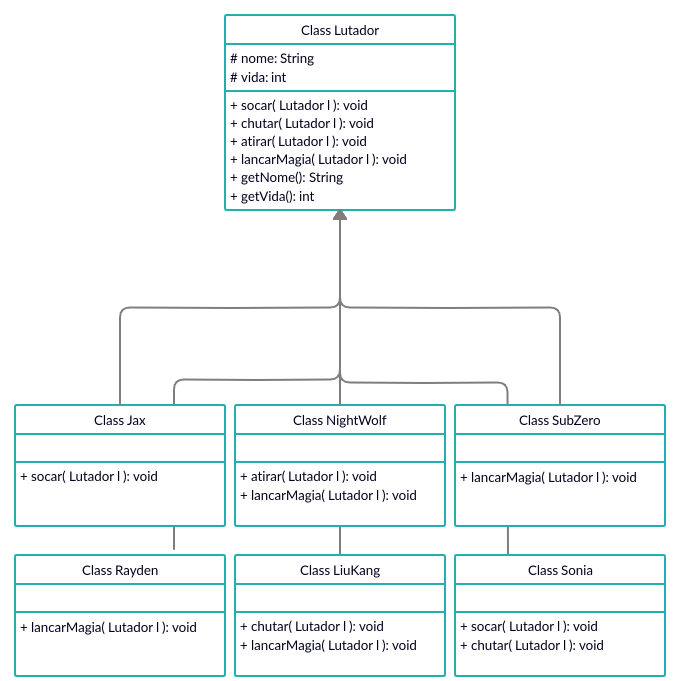 Class Lutador
# nome: String
# vida: int
+ socar( Lutador l ): void
+ chutar( Lutador l ): void
+ atirar( Lutador l ): void
+ lancarMagia( Lutador l ): void
+ getNome(): String
+ getVida(): int
Class Jax
+ socar( Lutador l ): void
Class NightWolf
+ atirar( Lutador l ): void
+ lancarMagia( Lutador l ): void
Class SubZero
+ lancarMagia( Lutador l ): void
Class Rayden
+ lancarMagia( Lutador l ): void
Class LiuKang
+ chutar( Lutador l ): void
+ lancarMagia( Lutador l ): void
Class Sonia
+ socar( Lutador l ): void
+ chutar( Lutador l ): void